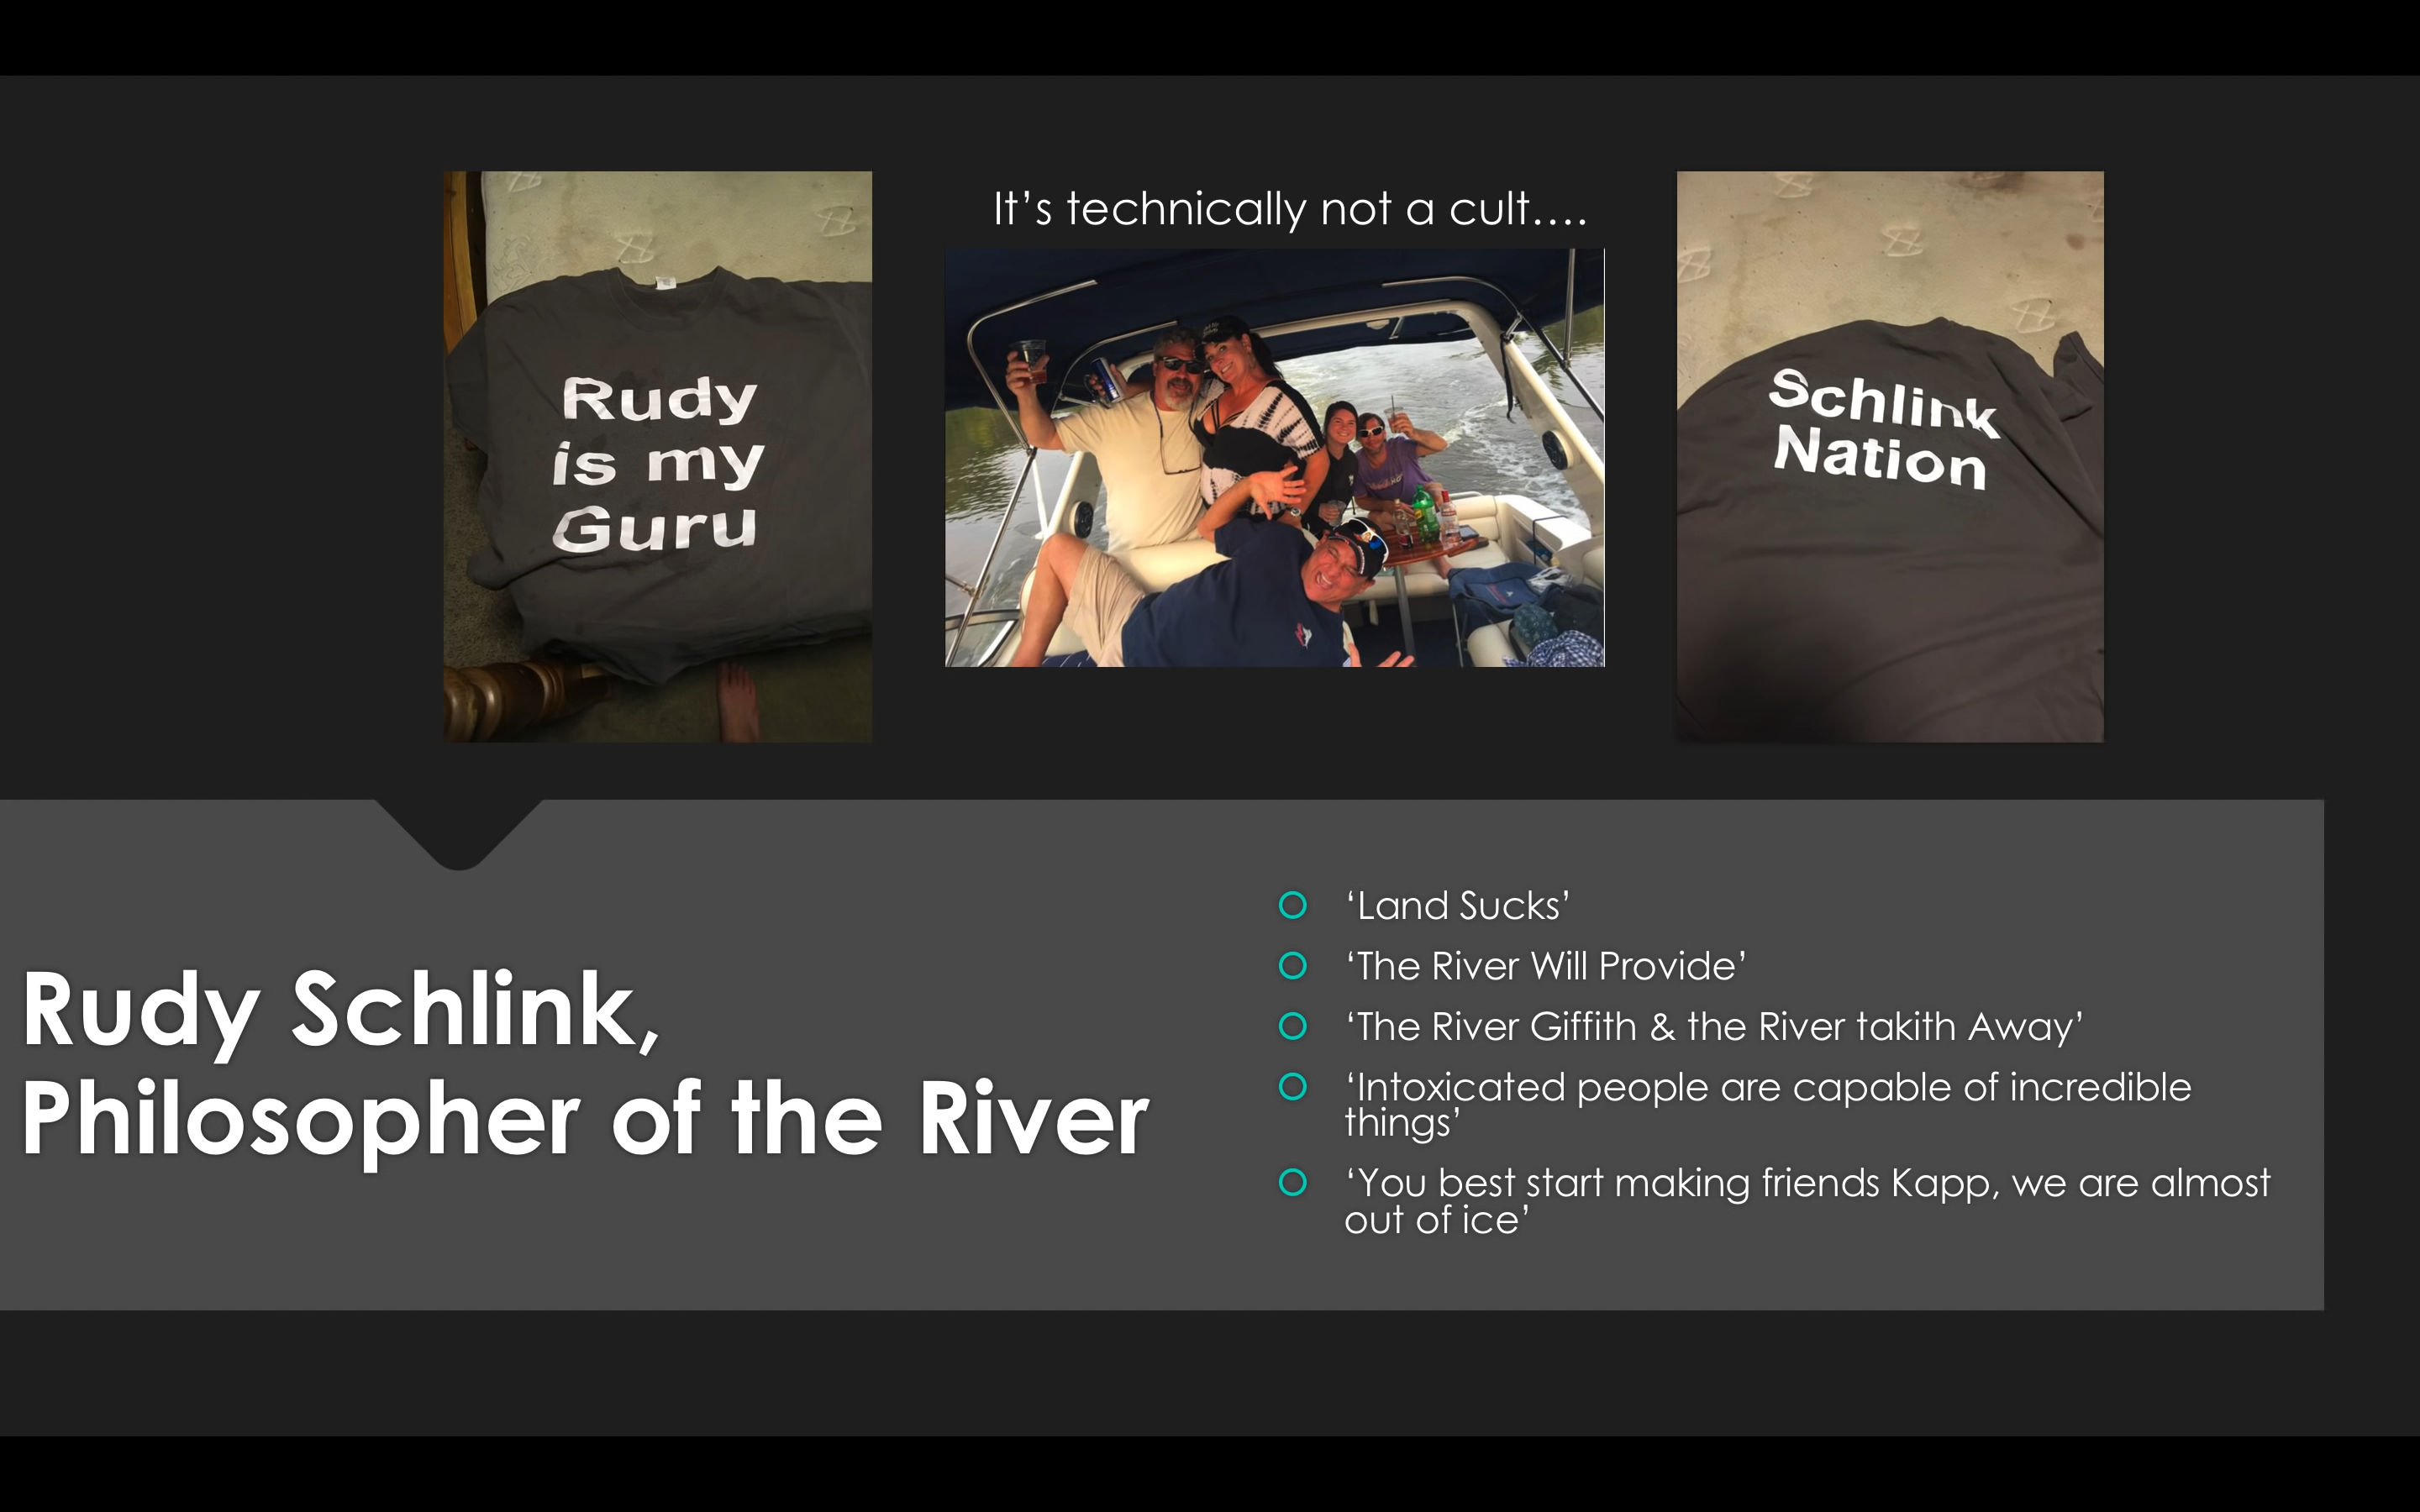 It’s technically not a cult....
Rudy
is my
Guru
Schlink
Nation
Rudy Schlink,
Philosopher of the River
‘Land Sucks’
‘The River Will Provide’
‘The River Giffith & the River takith Away’
‘Intoxicated people are capable of incredible
things’
‘You best start making friends Kapp, we are almost
out of ice’